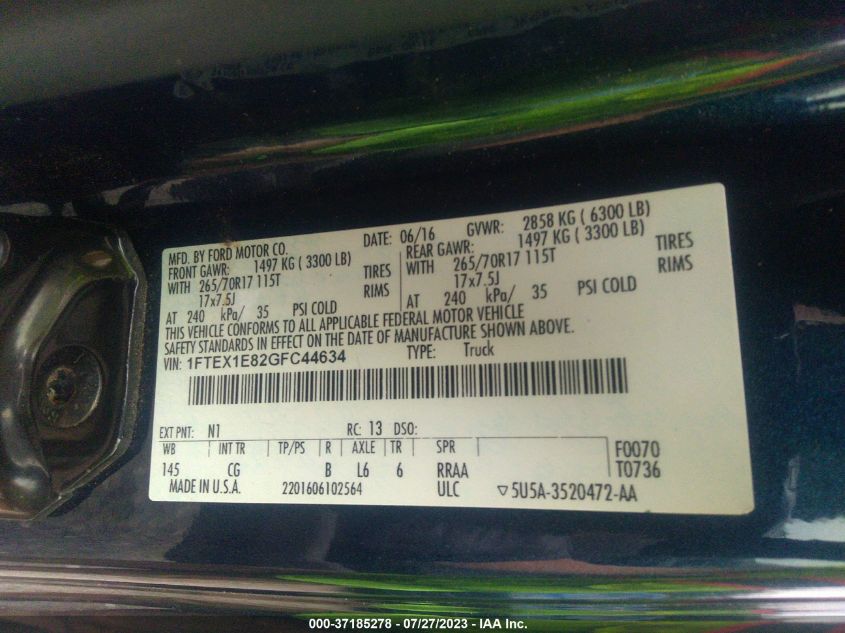 MFD. BY FORD MOTOR CO.
DATE: 06/16 GVWR: 2858 KG ( 6300 LB)
FRONT GAWR: 1497 KG ( 3300 LB)
WITH 265/70R17 115T TIRES
17x7.5J RIMS
AT 240 kPa/ 35 PSI COLD
REAR GAWR: 1497 KG ( 3300 LB)
WITH 265/70R17 115T TIRES
17x7.5J RIMS
AT 240 kPa/ 35 PSI COLD
THIS VEHICLE CONFORMS TO ALL APPLICABLE FEDERAL MOTOR VEHICLE
SAFETY STANDARDS IN EFFECT ON THE DATE OF MANUFACTURE SHOWN ABOVE.
VIN: 1FTEX1E82GFC44634 TYPE: Truck
EXT PNT: N1 RC: 13 DSO:
WB INT TR TP/PS R AXLE TR SPR F0070
145 CG B L6 6 RRAA T0736
MADE IN U.S.A. 2201606102564 ULC ▽5U5A-3520472-AA
000-37185278 - 07/27/2023 - IAA Inc.